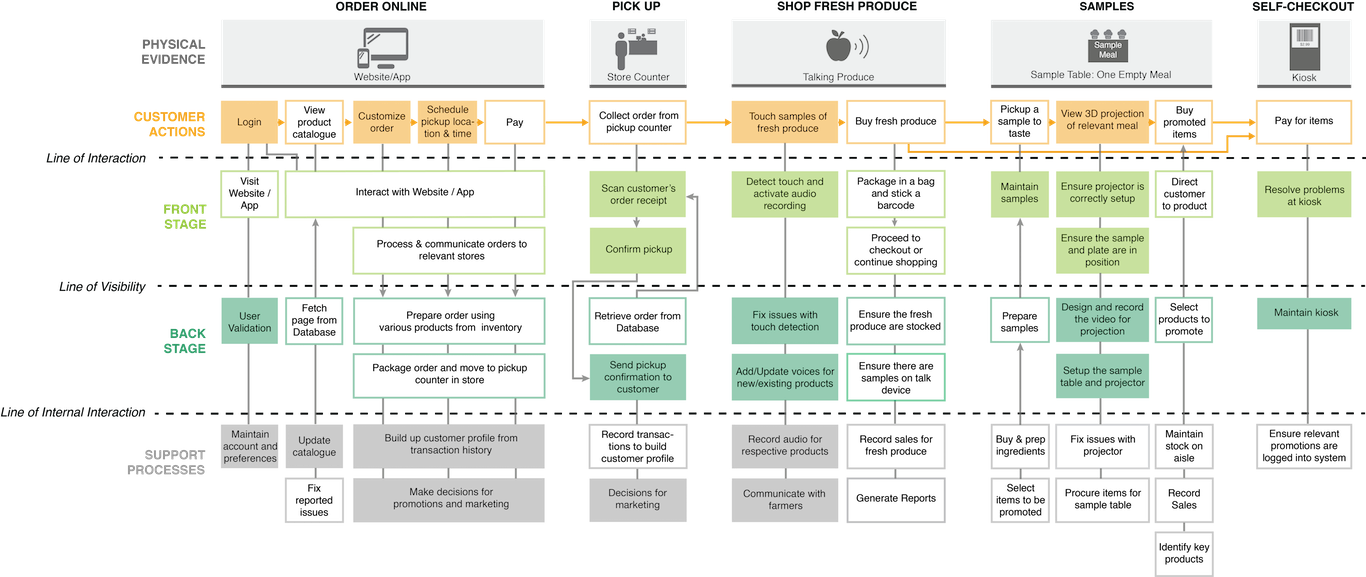 ORDER ONLINE
PICK UP
SHOP FRESH PRODUCE
SAMPLES
SELF-CHECKOUT
PHYSICAL
EVIDENCE
Website/App
Store Counter
Talking Produce
Sample
Meal
Sample Table: One Empty Meal
Kiosk
CUSTOMER
ACTIONS
Login
View
product
catalogue
Customize
order
Schedule
pickup loca-
tion & time
Pay
Collect order from
pickup counter
Touch samples of
fresh produce
Buy fresh produce
Pickup a
sample to
taste
View 3D projection
of relevant meal
Buy
promoted
items
Pay for items
Line of Interaction
FRONT
STAGE
Visit
Website /
App
Interact with Website / App
Scan customer's
order receipt
Detect touch and
activate audio
recording
Package in a bag
and stick a
barcode
Maintain
samples
Ensure projector is
correctly setup
Direct
customer
to product
Resolve problems
at kiosk
Process & communicate orders to
relevant stores
Confirm pickup
Proceed to
checkout or
continue shopping
Ensure the sample
and plate are in
position
Line of Visibility
BACK
STAGE
User
Validation
Fetch
page from
Database
Prepare order using
various products from inventory
Retrieve order from
Database
Fix issues with
touch detection
Ensure the fresh
produce are stocked
Prepare
samples
Design and record
the video for
projection
Select
products to
promote
Maintain kiosk
Package order and move to pickup
counter in store
Send pickup
confirmation to
customer
Add/Update voices for
new/existing products
Ensure there are
samples on talk
device
Setup the sample
table and projector
Line of Internal Interaction
SUPPORT
PROCESSES
Maintain
account and
preferences
Update
catalogue
Build up customer profile from
transaction history
Record transac-
tions to build
customer profile
Record audio for
respective products
Record sales for
fresh produce
Buy & prep
ingredients
Fix issues with
projector
Maintain
stock on
aisle
Ensure relevant
promotions are
logged into system
Fix
reported
issues
Make decisions for
promotions and marketing
Decisions for
marketing
Communicate with
farmers
Generate Reports
Select
items to be
promoted
Procure items for
sample table
Record
Sales
Identify key
products